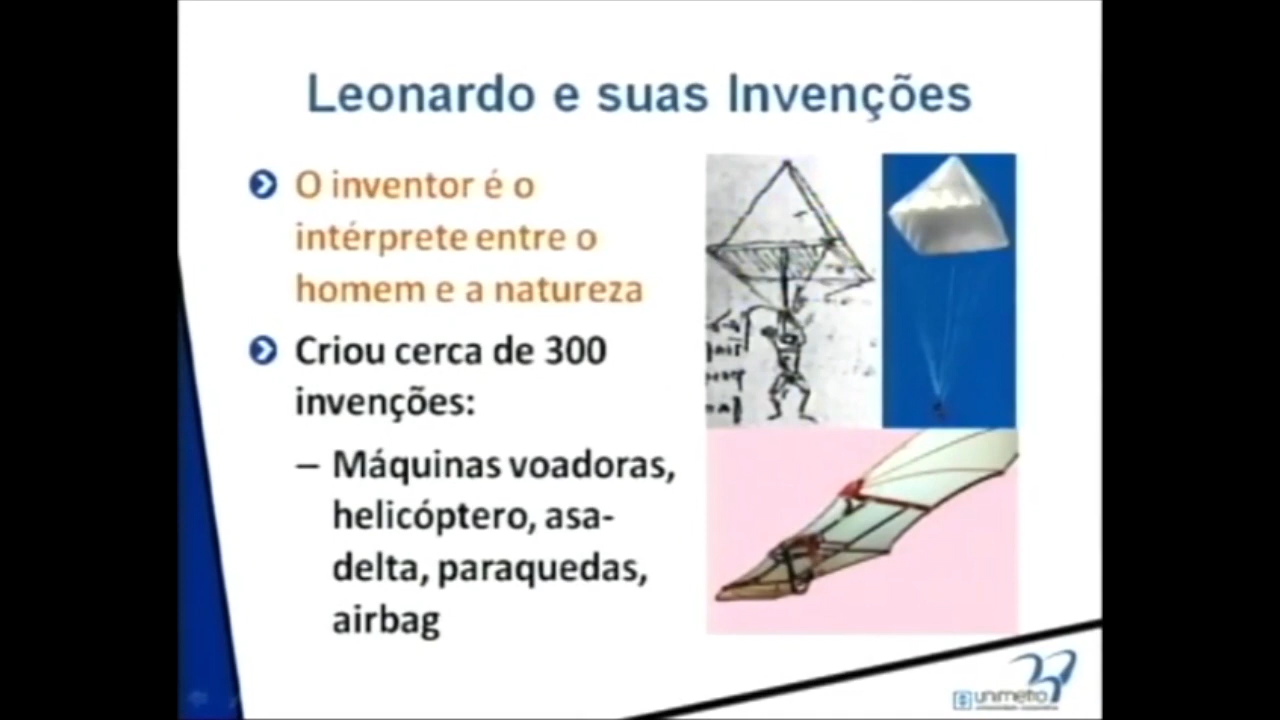 Leonardo e suas Invenções
O inventor é o
intérprete entre o
homem e a natureza
Criou cerca de 300
invenções:
– Máquinas voadoras,
helicóptero, asa-
delta, paraquedas,
airbag
unimetro